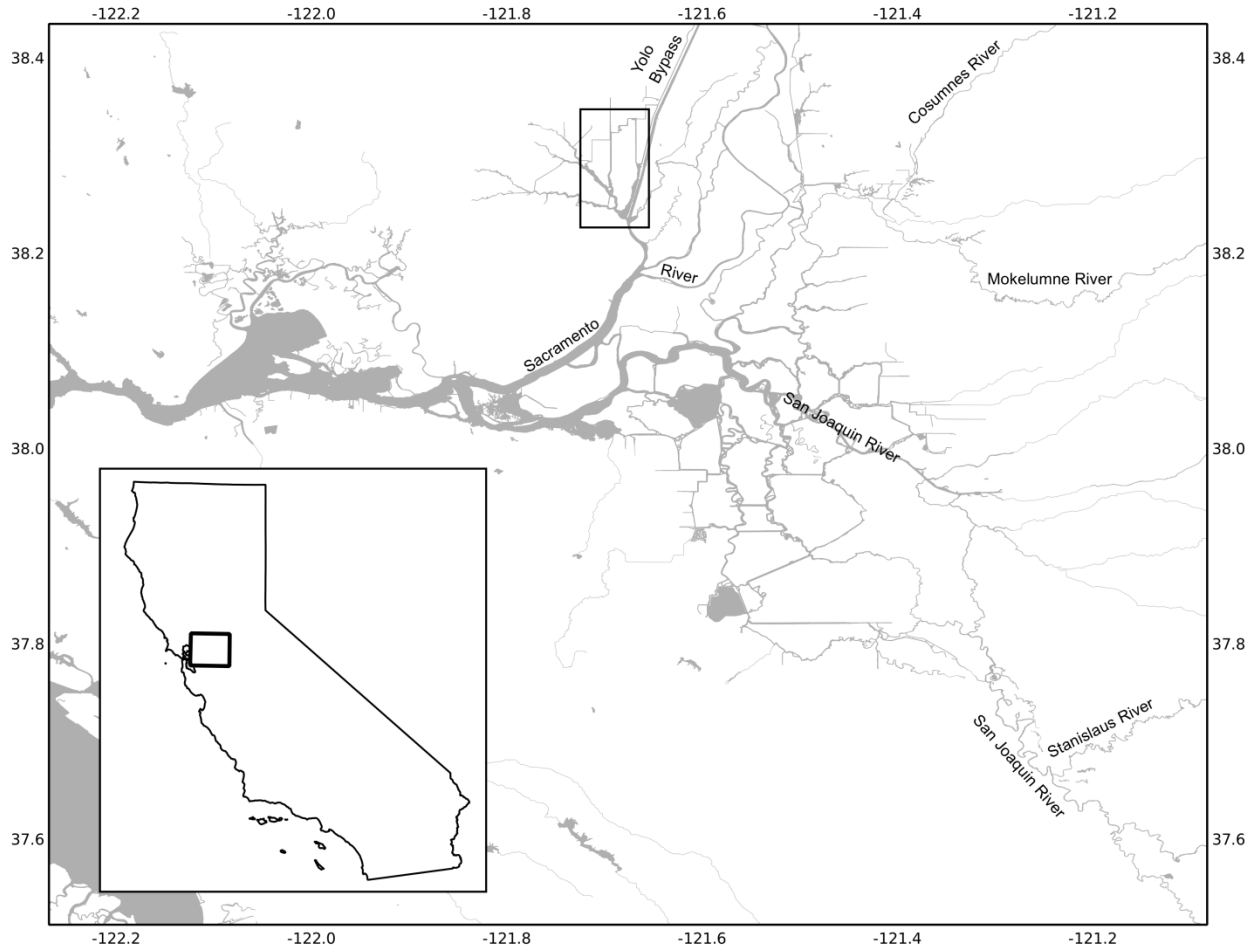 -122.2 -122.0 -121.8 -121.6 -121.4 -121.2
38.4 38.4
Yolo
Bypass
Cosumnes River
38.2 38.2
River
Mokelumne River
Sacramento
San Joaquin River
38.0 38.0
37.8 37.8
Stanislaus River
San Joaquin River
37.6 37.6
-122.2 -122.0 -121.8 -121.6 -121.4 -121.2